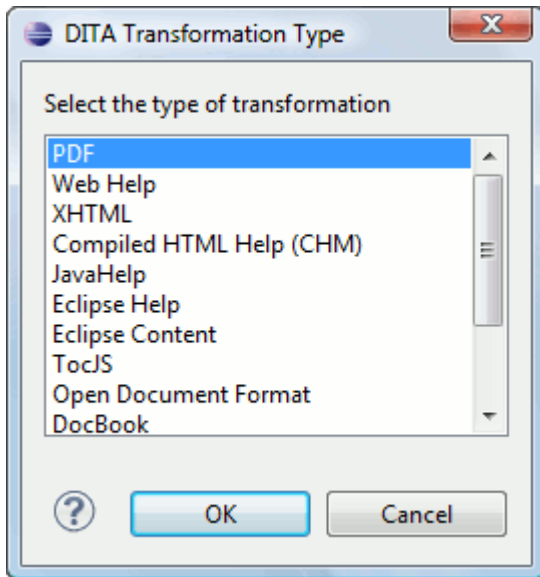 DITA Transformation Type
Select the type of transformation
PDF
Web Help
XHTML
Compiled HTML Help (CHM)
JavaHelp
Eclipse Help
Eclipse Content
TocJS
Open Document Format
DocBook
?
OK
Cancel